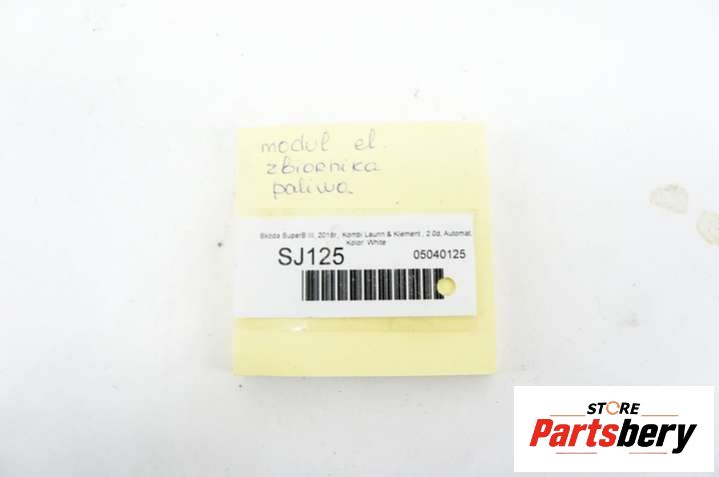 moduł el.
zbiornika
paliwa
Skoda SuperB III, 2018r, Kombi Laurin & Klement , 2.0d, Automat,
Kolor: White
SJ125 05040125
STORE
Partsbery